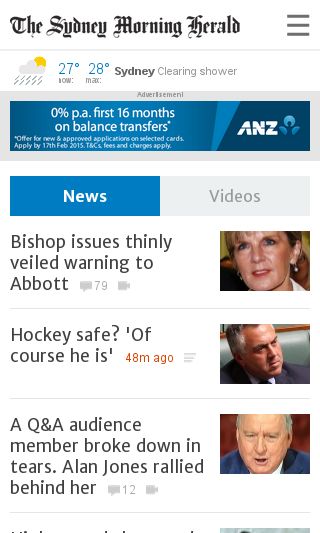 The Sydney Morning Herald
27° 28° Sydney Clearing shower
now: max:
Advertisement
0% p.a. first 16 months
on balance transfers*
*Offer for new & approved applications on selected cards.
Apply by 17th Feb 2015. T&Cs, fees and charges apply.
ANZ
News Videos
Bishop issues thinly
veiled warning to
Abbott 79
Hockey safe? 'Of
course he is' 48m ago
A Q&A audience
member broke down in
tears. Alan Jones rallied
behind her 12